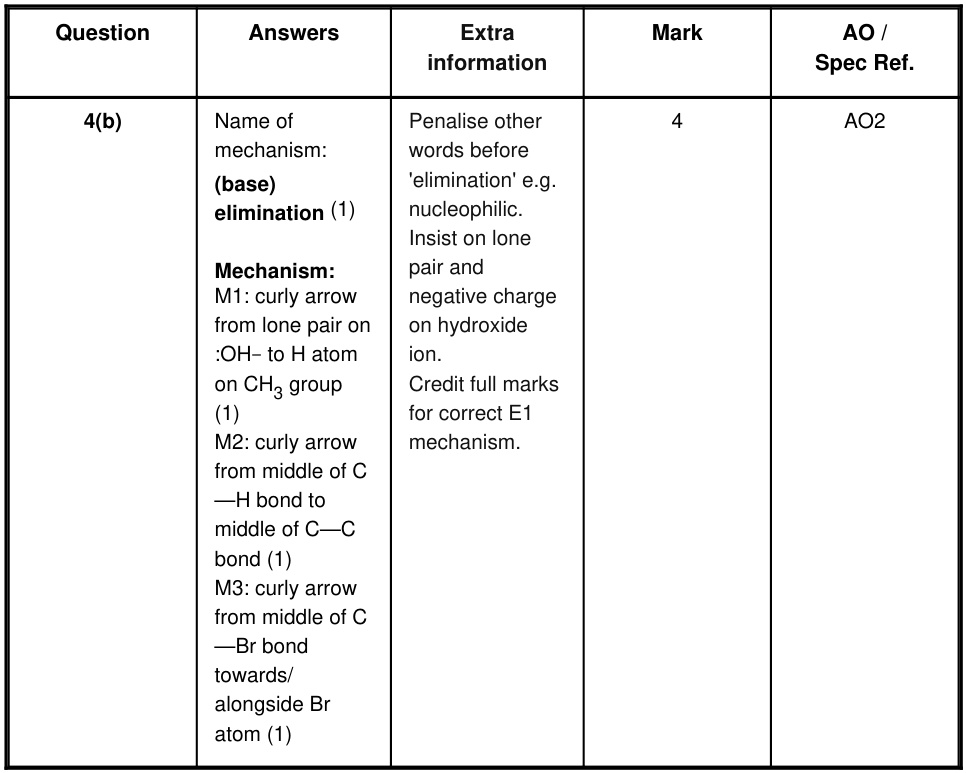 Question
Answers
Extra
information
Mark
AO /
Spec Ref.
4(b)
Name of
mechanism:
(base)
elimination (1)
Mechanism:
M1: curly arrow
from lone pair on
:OH– to H atom
on CH₃ group
(1)
M2: curly arrow
from middle of C
—H bond to
middle of C—C
bond (1)
M3: curly arrow
from middle of C
—Br bond
towards/
alongside Br
atom (1)
Penalise other
words before
'elimination' e.g.
nucleophilic.
Insist on lone
pair and
negative charge
on hydroxide
ion.
Credit full marks
for correct E1
mechanism.
4
AO2